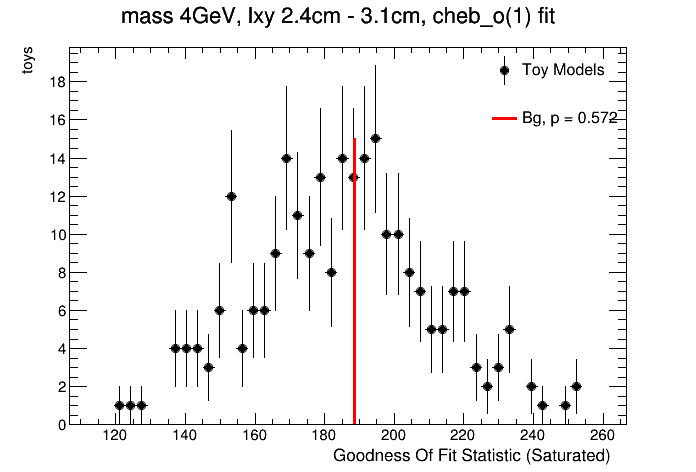 mass 4GeV, lxy 2.4cm - 3.1cm, cheb_o(1) fit
toys
18
16
14
12
10
8
6
4
2
0
Toy Models
Bg, p = 0.572
120 140 160 180 200 220 240 260
Goodness Of Fit Statistic (Saturated)